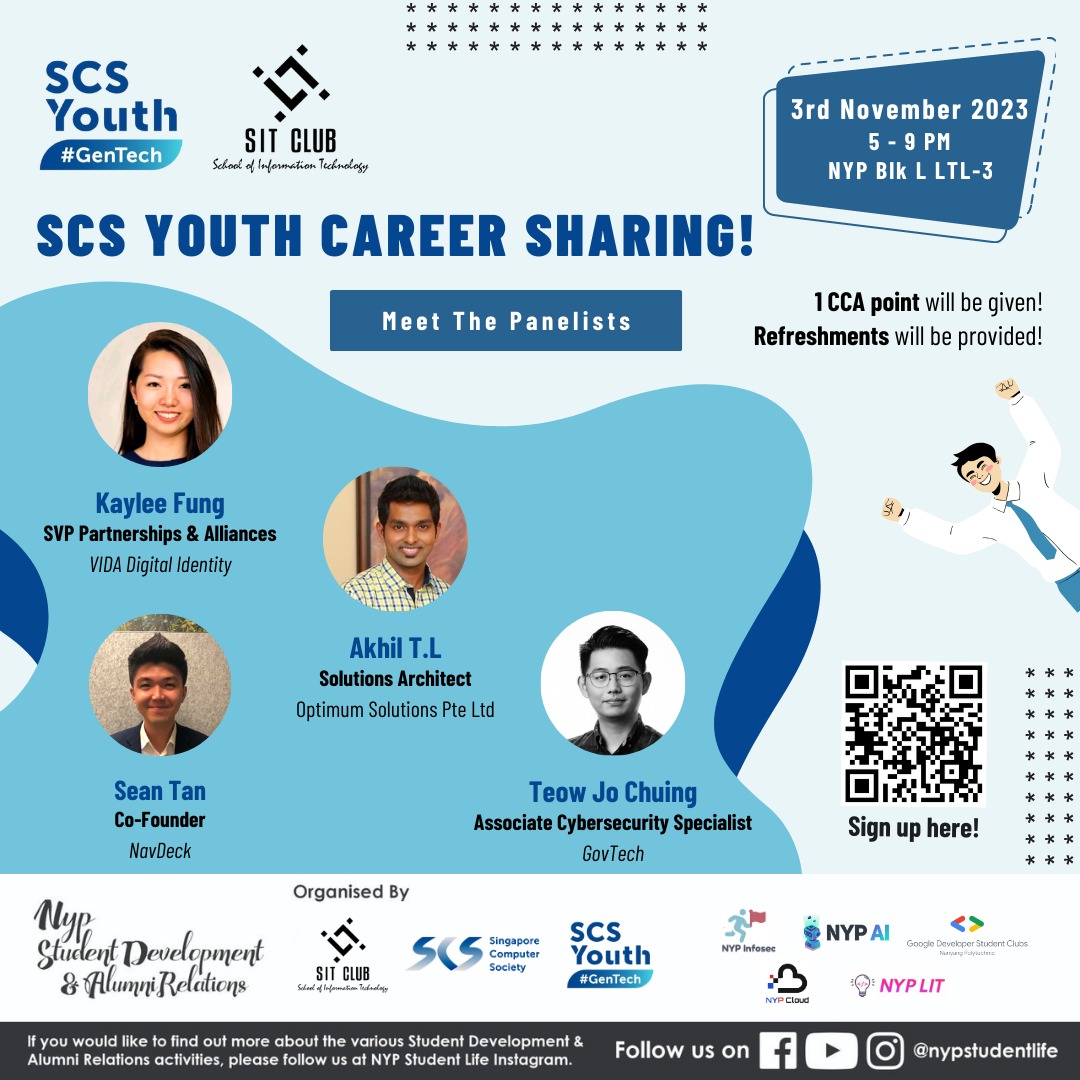 SCS
Youth
#GenTech
SIT CLUB
School of Information Technology
3rd November 2023
5 - 9 PM
NYP Blk L LTL-3
SCS YOUTH CAREER SHARING!
Meet The Panelists
1 CCA point will be given!
Refreshments will be provided!
Kaylee Fung
SVP Partnerships & Alliances
VIDA Digital Identity
Akhil T.L
Solutions Architect
Optimum Solutions Pte Ltd
Sean Tan
Co-Founder
NavDeck
Teow Jo Chuing
Associate Cybersecurity Specialist
GovTech
Sign up here!
Nyp
Student Development
& Alumni Relations
Organised By
SIT CLUB
School of Information Technology
SCS
Singapore
Computer
Society
SCS
Youth
#GenTech
NYP Infosec
NYP AI
Google Developer Student Clubs
Nanyang Polytechnic
NYP Cloud
NYP LIT
If you would like to find out more about the various Student Development &
Alumni Relations activities, please follow us at NYP Student Life Instagram.
Follow us on
@nypstudentlife